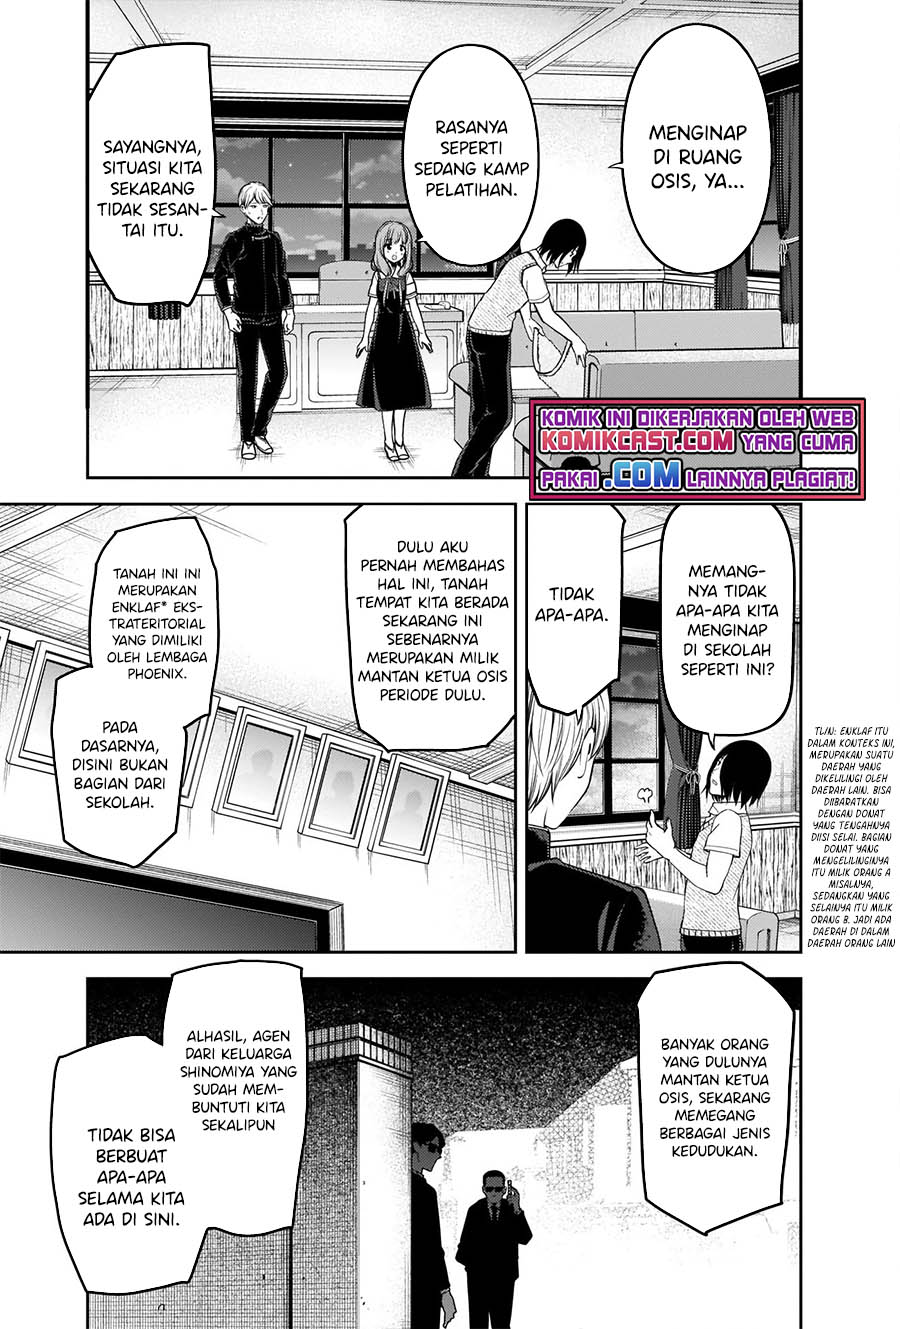 MENGINAP
DI RUANG
OSIS, YA...
RASANYA
SEPERTI
SEDANG KAMP
PELATIHAN.
SAYANGNYA,
SITUASI KITA
SEKARANG
TIDAK SESAN-
TAI ITU.
KOMIK INI DIKERJAKAN OLEH WEB
KOMIKCAST.COM YANG CUMA
PAKAI .COM LAINNYA PLAGIAT!
MEMANG-
NYA TIDAK
APA-APA KITA
MENGINAP
DI SEKOLAH
SEPERTI INI?
TIDAK
APA-APA.
DULU AKU
PERNAH MEMBAHAS
HAL INI, TANAH
TEMPAT KITA BERADA
SEKARANG INI
SEBENARNYA
MERUPAKAN MILIK
MANTAN KETUA OSIS
PERIODE DULU.
TANAH INI INI
MERUPAKAN
ENKLAF* EKS-
TRATERITORIAL
YANG DIMILIKI
OLEH LEMBAGA
PHOENIX.
PADA
DASARNYA,
DISINI BUKAN
BAGIAN DARI
SEKOLAH.
TL/N: ENKLAF ITU
DALAM KONTEKS INI,
MERUPAKAN SUATU
DAERAH YANG
DIKELILINGI OLEH
DAERAH LAIN. BISA
DIIBARATKAN
DENGAN DONAT
YANG TENGAHNYA
DIISI SELAI. BAGIAN
DONAT YANG
MENGELILINGINYA
ITU MILIK ORANG A
MISALNYA,
SEDANGKAN YANG
SELAINYA ITU MILIK
ORANG B. JADI ADA
DAERAH DI DALAM
DAERAH ORANG LAIN
BANYAK ORANG
YANG DULUNYA
MANTAN KETUA
OSIS, SEKARANG
MEMEGANG
BERBAGAI JENIS
KEDUDUKAN.
ALHASIL, AGEN
DARI KELUARGA
SHINOMIYA YANG
SUDAH MEM-
BUNTUTI KITA
SEKALIPUN
TIDAK BISA
BERBUAT
APA-APA
SELAMA KITA
ADA DI SINI.